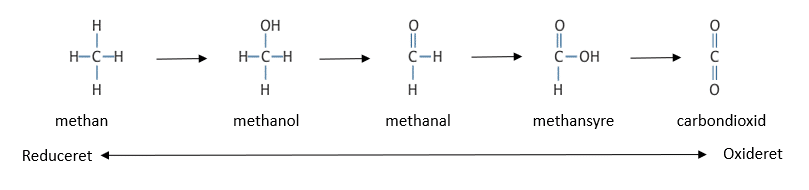 H OH O O O
H-C-H H-C-H C-H C-OH C
H H H H O
methan methanol methanal methansyre carbondioxid
Reduceret Oxideret